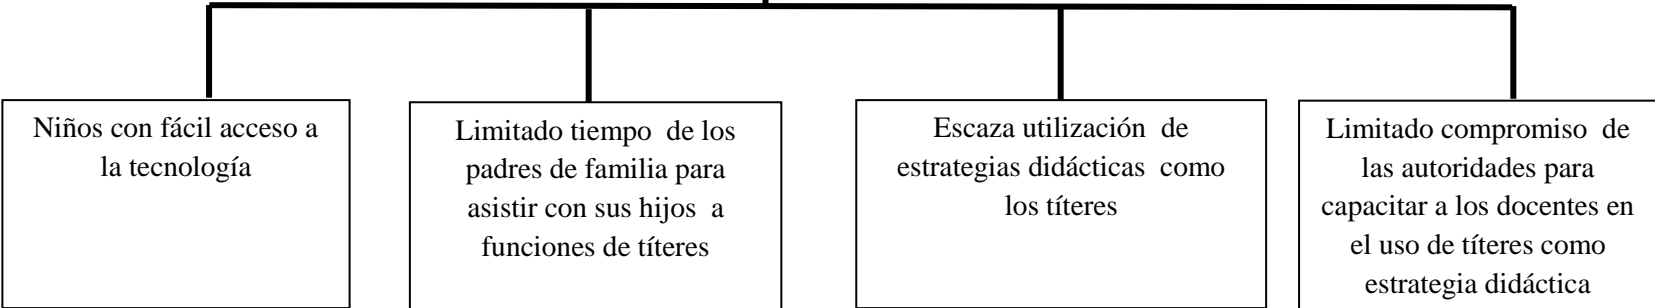 Niños con fácil acceso a
la tecnología
Limitado tiempo de los
padres de familia para
asistir con sus hijos a
funciones de títeres
Escaza utilización de
estrategias didácticas como
los títeres
Limitado compromiso de
las autoridades para
capacitar a los docentes en
el uso de títeres como
estrategia didáctica